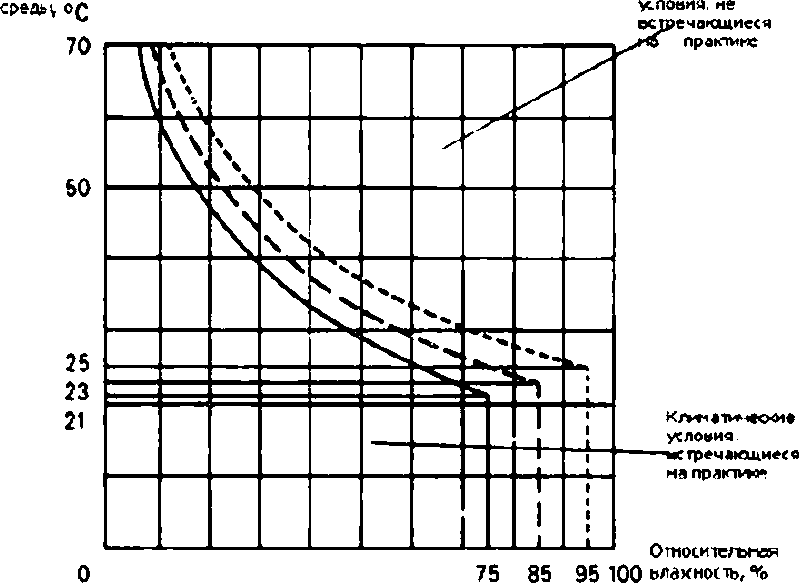 среды, °С
условия, не
встречающиеся
на практике
70
50
25
23
21
Климатические
условия,
встречающиеся
на практике
Относительная
влажность, %
0 75 85 95 100